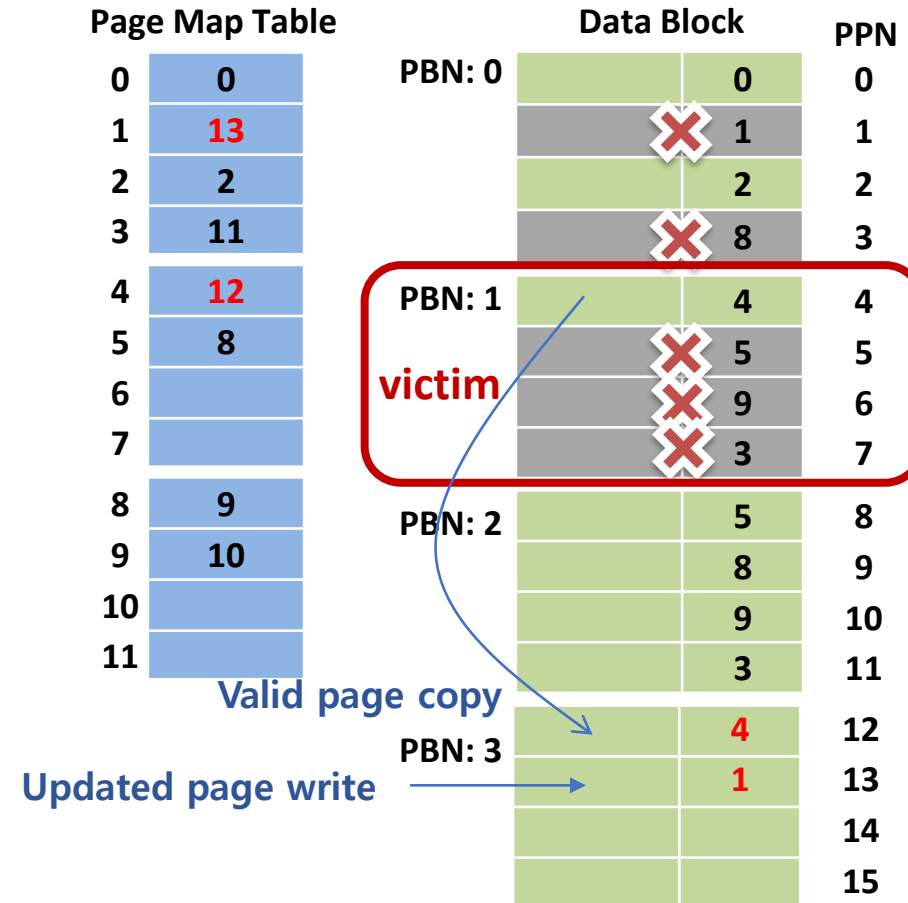 Page Map Table Data Block PPN
0 0 PBN: 0 0 0
1 13 1 1
2 2 2 2
3 11 8 3
4 12 PBN: 1 4 4
5 8 5 5
6 victim 9 6
7 3 7
8 9 PBN: 2 5 8
9 10 8 9
10 9 10
11 3 11
Valid page copy 4 12
PBN: 3
Updated page write 1 13
14
15